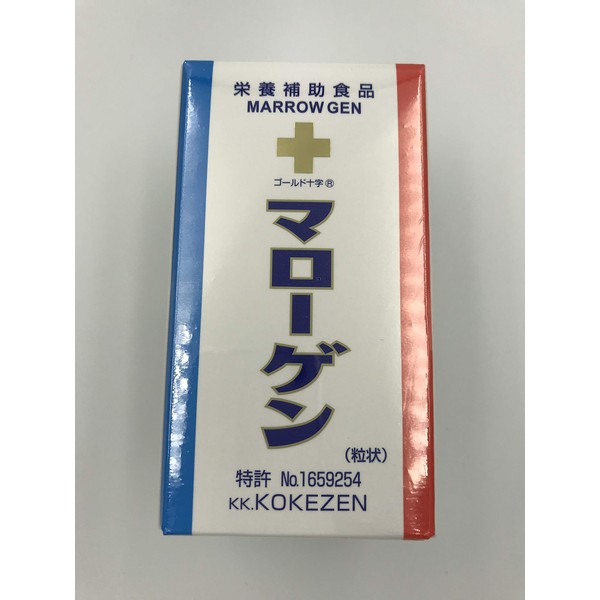 栄養補助食品
MARROW GEN
ゴールド十字®
マローゲン
(粒状)
特許 No.1659254
KK.KOKEZEN